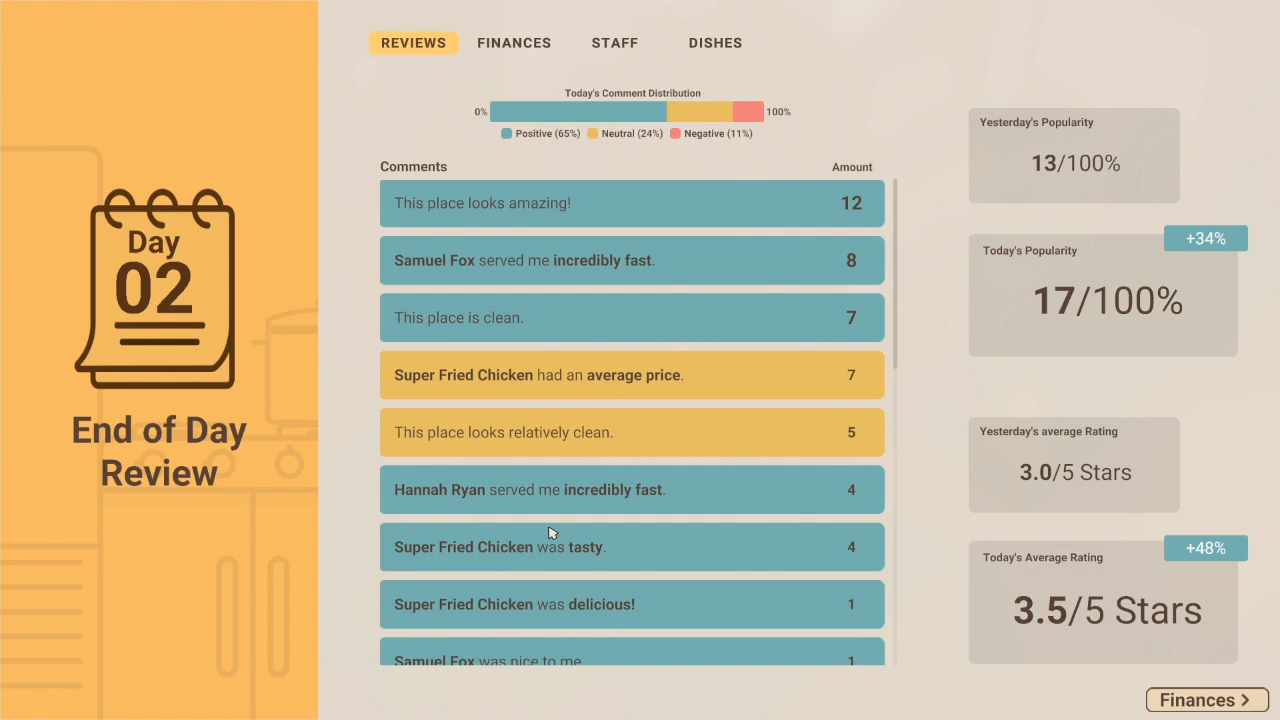 REVIEWS FINANCES STAFF DISHES
Today's Comment Distribution
0% 100%
Positive (65%) Neutral (24%) Negative (11%)
Comments Amount
This place looks amazing! 12
Samuel Fox served me incredibly fast. 8
This place is clean. 7
Super Fried Chicken had an average price. 7
This place looks relatively clean. 5
Hannah Ryan served me incredibly fast. 4
Super Fried Chicken was tasty. 4
Super Fried Chicken was delicious! 1
Samuel Fox was nice to me 1
Day
02
End of Day
Review
Yesterday's Popularity
13/100%
+34%
Today's Popularity
17/100%
Yesterday's average Rating
3.0/5 Stars
+48%
Today's Average Rating
3.5/5 Stars
Finances >